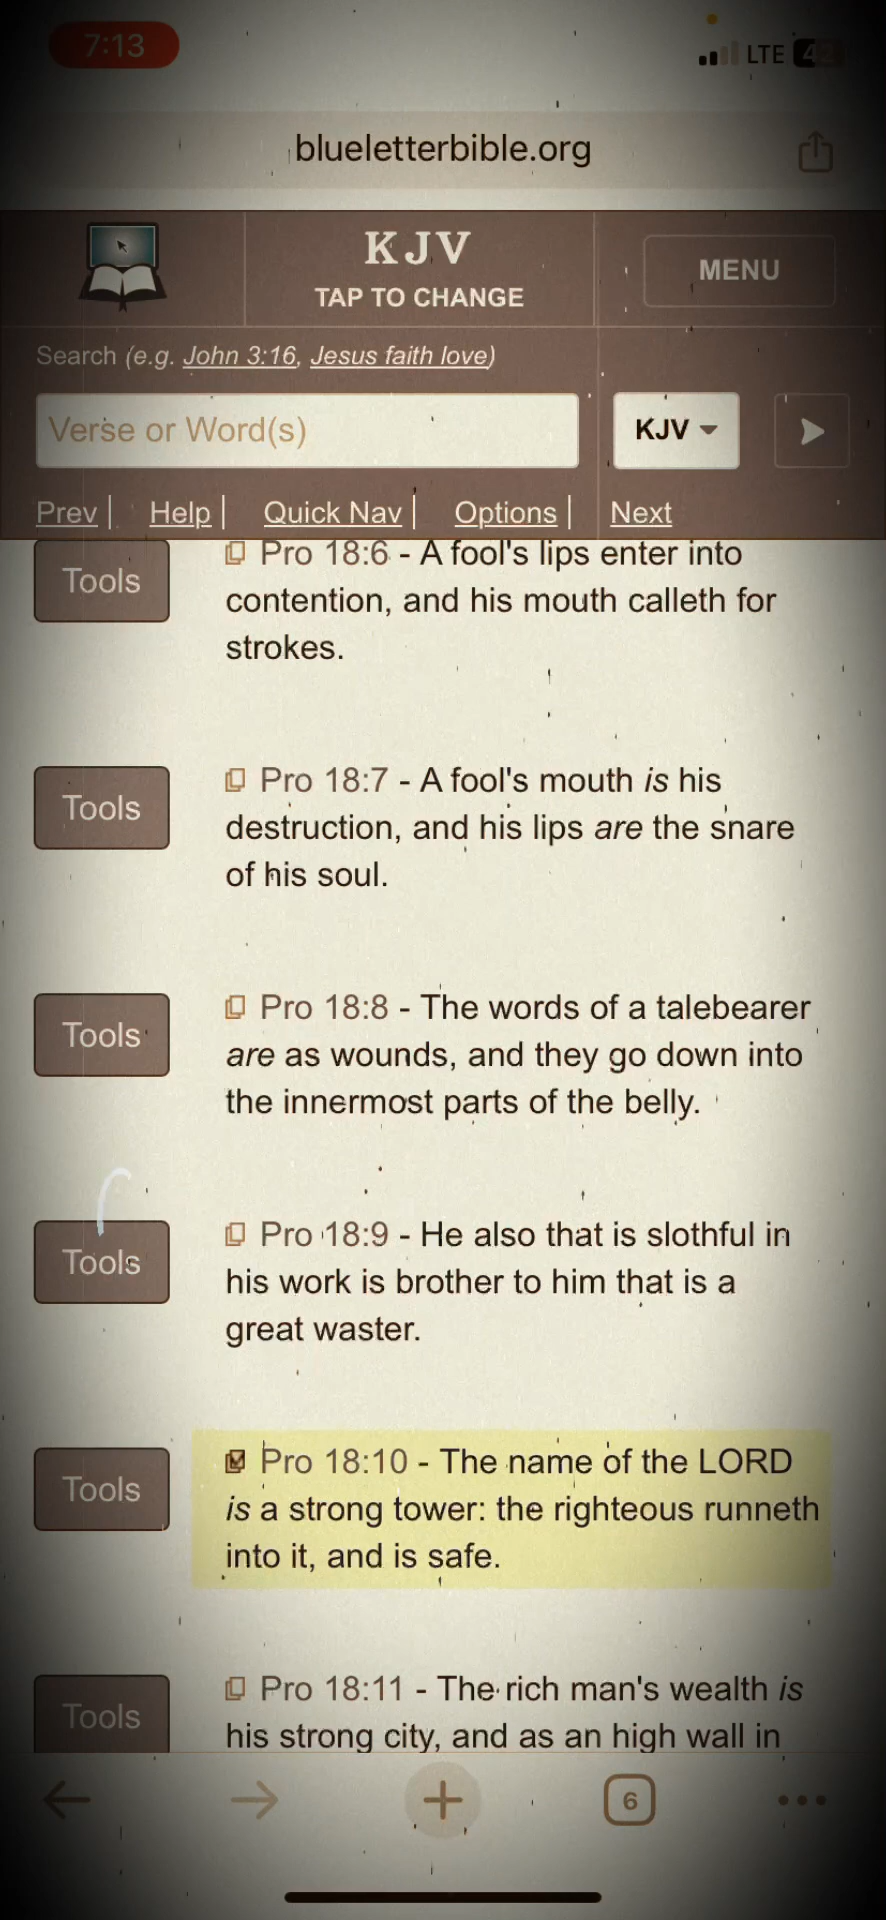 7:13
LTE
blueletterbible.org
KJV
TAP TO CHANGE
MENU
Search (e.g. John 3:16, Jesus faith love)
Verse or Word(s)
KJV
Prev | Help | Quick Nav | Options | Next
Tools
Pro 18:6 - A fool's lips enter into
contention, and his mouth calleth for
strokes.
Tools
Pro 18:7 - A fool's mouth is his
destruction, and his lips are the snare
of his soul.
Tools
Pro 18:8 - The words of a talebearer
are as wounds, and they go down into
the innermost parts of the belly.
Tools
Pro 18:9 - He also that is slothful in
his work is brother to him that is a
great waster.
Tools
Pro 18:10 - The name of the LORD
is a strong tower: the righteous runneth
into it, and is safe.
Tools
Pro 18:11 - The rich man's wealth is
his strong city, and as an high wall in
6